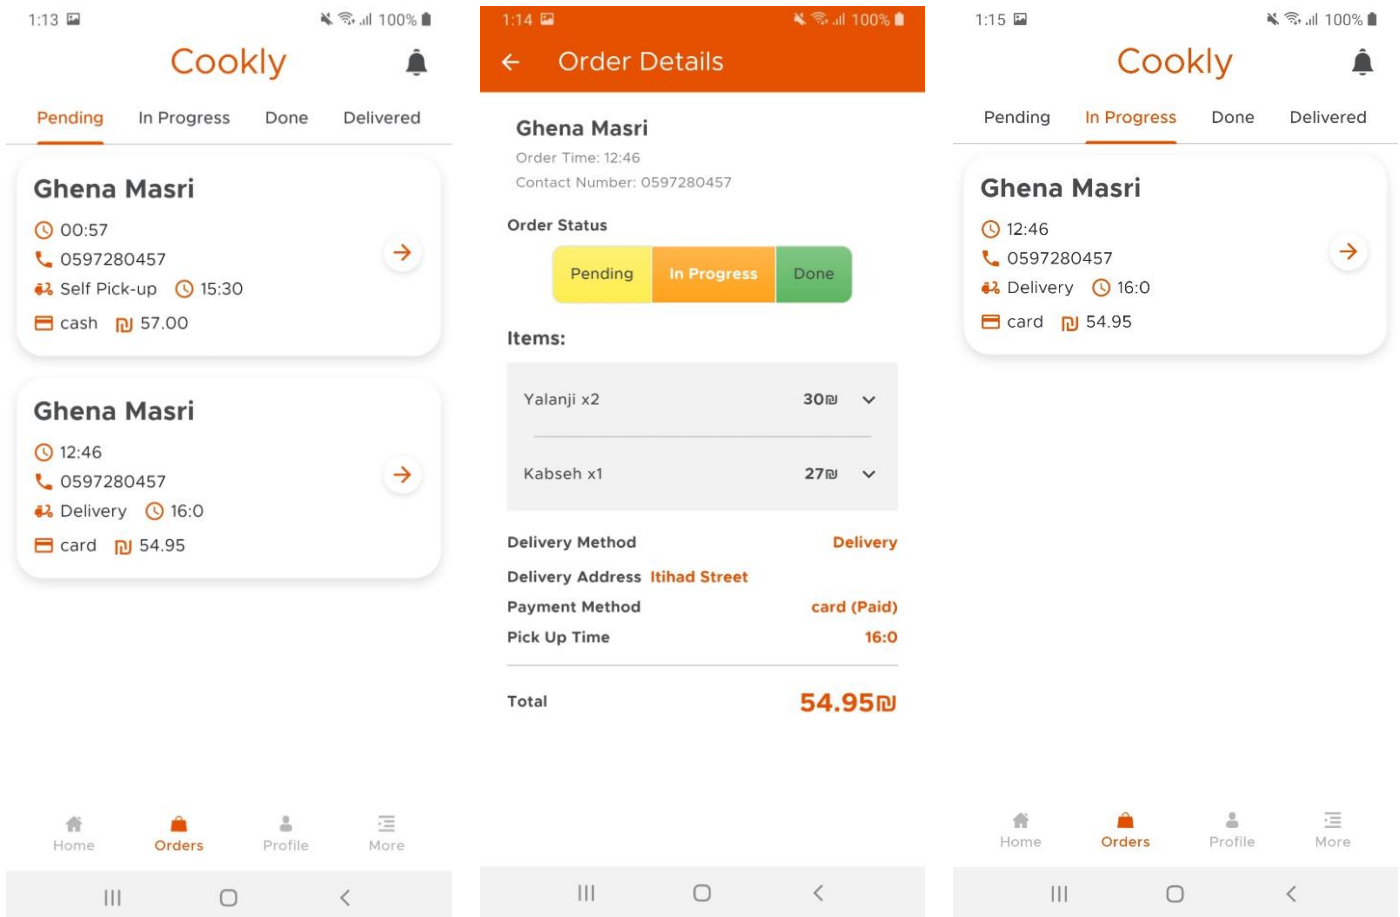 1:13 100%
Cookly
Pending In Progress Done Delivered
Ghena Masri
00:57
0597280457
Self Pick-up 15:30
cash ₪ 57.00
Ghena Masri
12:46
0597280457
Delivery 16:0
card ₪ 54.95
Home Orders Profile More
1:14 100%
Order Details
Ghena Masri
Order Time: 12:46
Contact Number: 0597280457
Order Status
Pending In Progress Done
Items:
Yalanji x2 30₪
Kabseh x1 27₪
Delivery Method Delivery
Delivery Address Itihad Street
Payment Method card (Paid)
Pick Up Time 16:0
Total 54.95₪
1:15 100%
Cookly
Pending In Progress Done Delivered
Ghena Masri
12:46
0597280457
Delivery 16:0
card ₪ 54.95
Home Orders Profile More